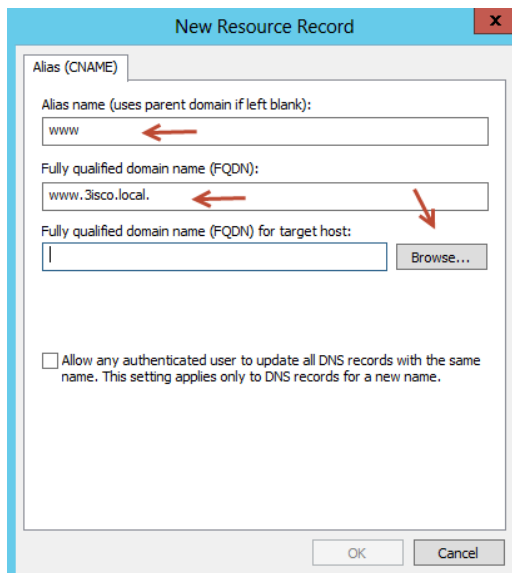 New Resource Record
x
Alias (CNAME)
Alias name (uses parent domain if left blank):
www
Fully qualified domain name (FQDN):
www.3isco.local.
Fully qualified domain name (FQDN) for target host:
Browse...
Allow any authenticated user to update all DNS records with the same
name. This setting applies only to DNS records for a new name.
OK
Cancel